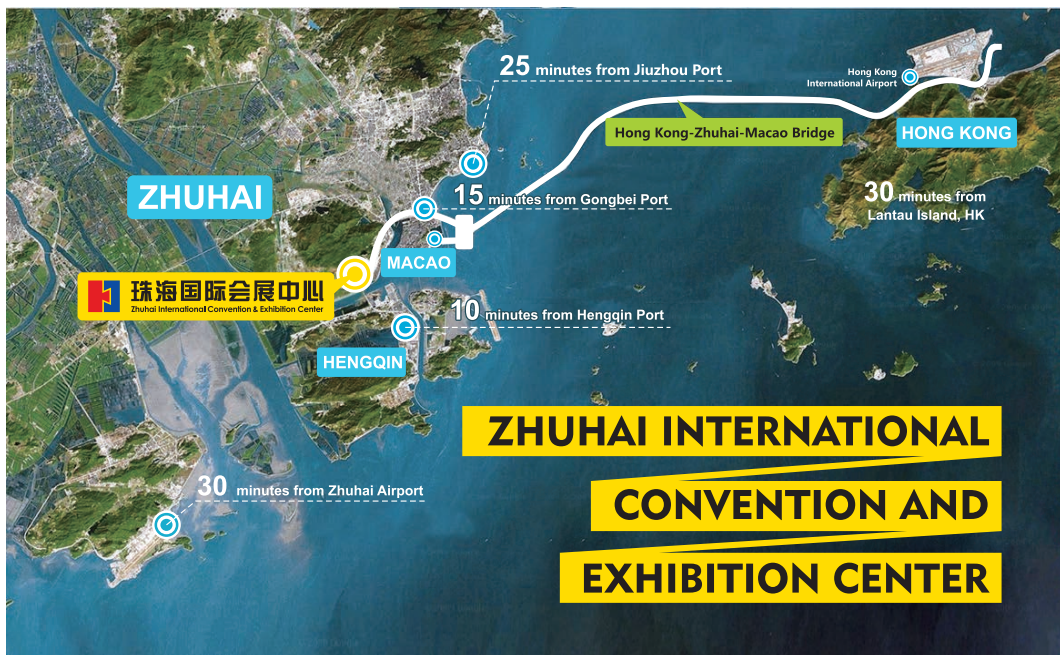 25 minutes from Jiuzhou Port
Hong Kong
International Airport
Hong Kong-Zhuhai-Macao Bridge
HONG KONG
ZHUHAI
15 minutes from Gongbei Port
30 minutes from
Lantau Island, HK
MACAO
珠海国际会展中心
Zhuhai International Convention & Exhibition Center
10 minutes from Hengqin Port
HENGQIN
ZHUHAI INTERNATIONAL
CONVENTION AND
EXHIBITION CENTER
30 minutes from Zhuhai Airport